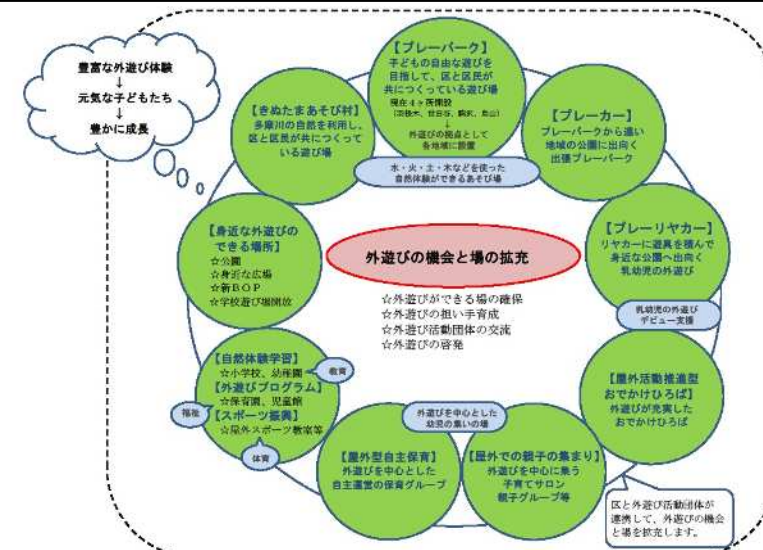 豊富な外遊び体験
↓
元気な子どもたち
↓
豊かに成長
【プレーパーク】
子どもの自由な遊びを
目指して、区と区民が
共につくっている遊び場
現在4ヶ所開設
(羽根木、世田谷、駒沢、烏山)
↓
外遊びの拠点として
各地域に設置
水・火・土・木などを使った
自然体験ができるあそび場
【きぬたまあそび村】
多摩川の自然を利用し、
区と区民が共につくって
いる遊び場
【プレーカー】
プレーパークから遠い
地域の公園に出向く
出張プレーパーク
【身近な外遊びの
できる場所】
☆公園
☆身近な広場
☆新BOP
☆学校遊び場開放
外遊びの機会と場の拡充
☆外遊びができる場の確保
☆外遊びの担い手育成
☆外遊び活動団体の交流
☆外遊びの啓発
【プレーリヤカー】
リヤカーに遊具を積んで
身近な公園へ出向く
乳幼児の外遊び
乳幼児の外遊び
デビュー支援
【自然体験学習】
☆小学校、幼稚園
教育
【外遊びプログラム】
☆保育園、児童館
福祉
【スポーツ振興】
☆屋外スポーツ教室等
体育
【屋外活動推進型
おでかけひろば】
外遊びが充実した
おでかけひろば
外遊びを中心とした
幼児の集いの場
【屋外型自主保育】
外遊びを中心とした
自主運営の保育グループ
【屋外での親子の集まり】
外遊びを中心に集う
子育てサロン
親子グループ等
区と外遊び活動団体が
連携して、外遊びの機会
と場を拡充します。